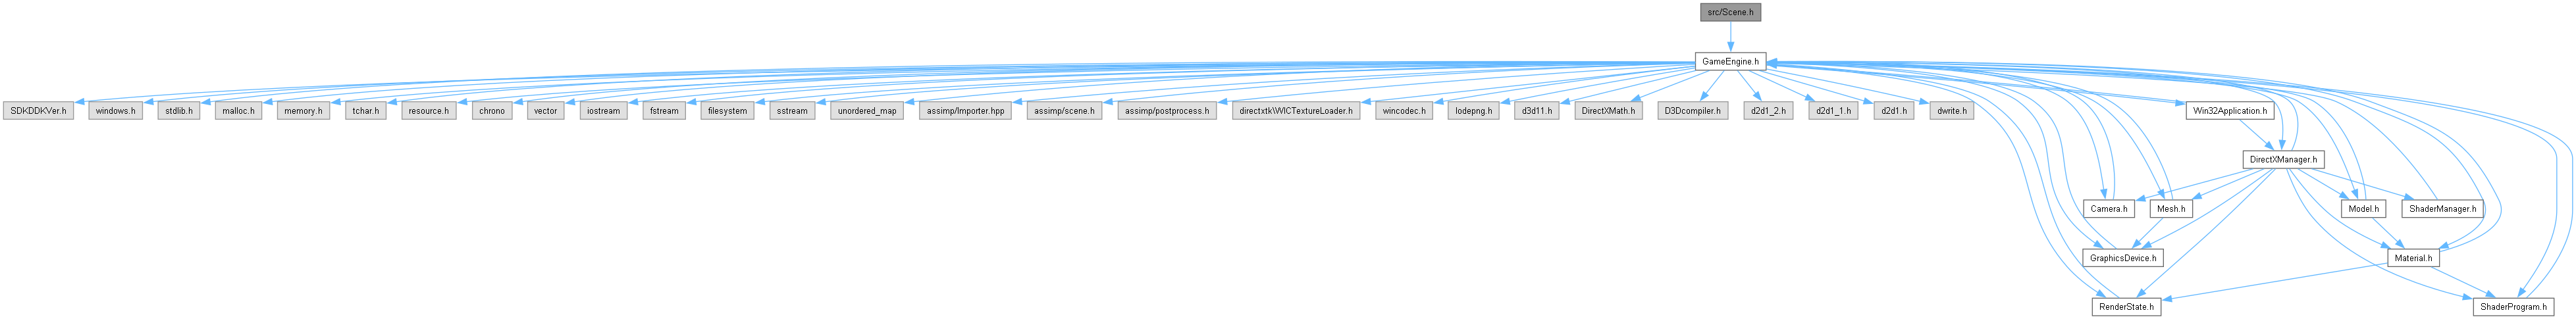 src/Scene.h
GameEngine.h
SDKDDKVer.h
windows.h
stdlib.h
malloc.h
memory.h
tchar.h
resource.h
chrono
vector
iostream
fstream
filesystem
sstream
unordered_map
assimp/Importer.hpp
assimp/scene.h
assimp/postprocess.h
directxtk\WICTextureLoader.h
wincodec.h
lodepng.h
d3d11.h
DirectXMath.h
D3Dcompiler.h
d2d1_2.h
d2d1_1.h
d2d1.h
dwrite.h
Win32Application.h
DirectXManager.h
Camera.h
Mesh.h
Model.h
ShaderManager.h
GraphicsDevice.h
Material.h
RenderState.h
ShaderProgram.h